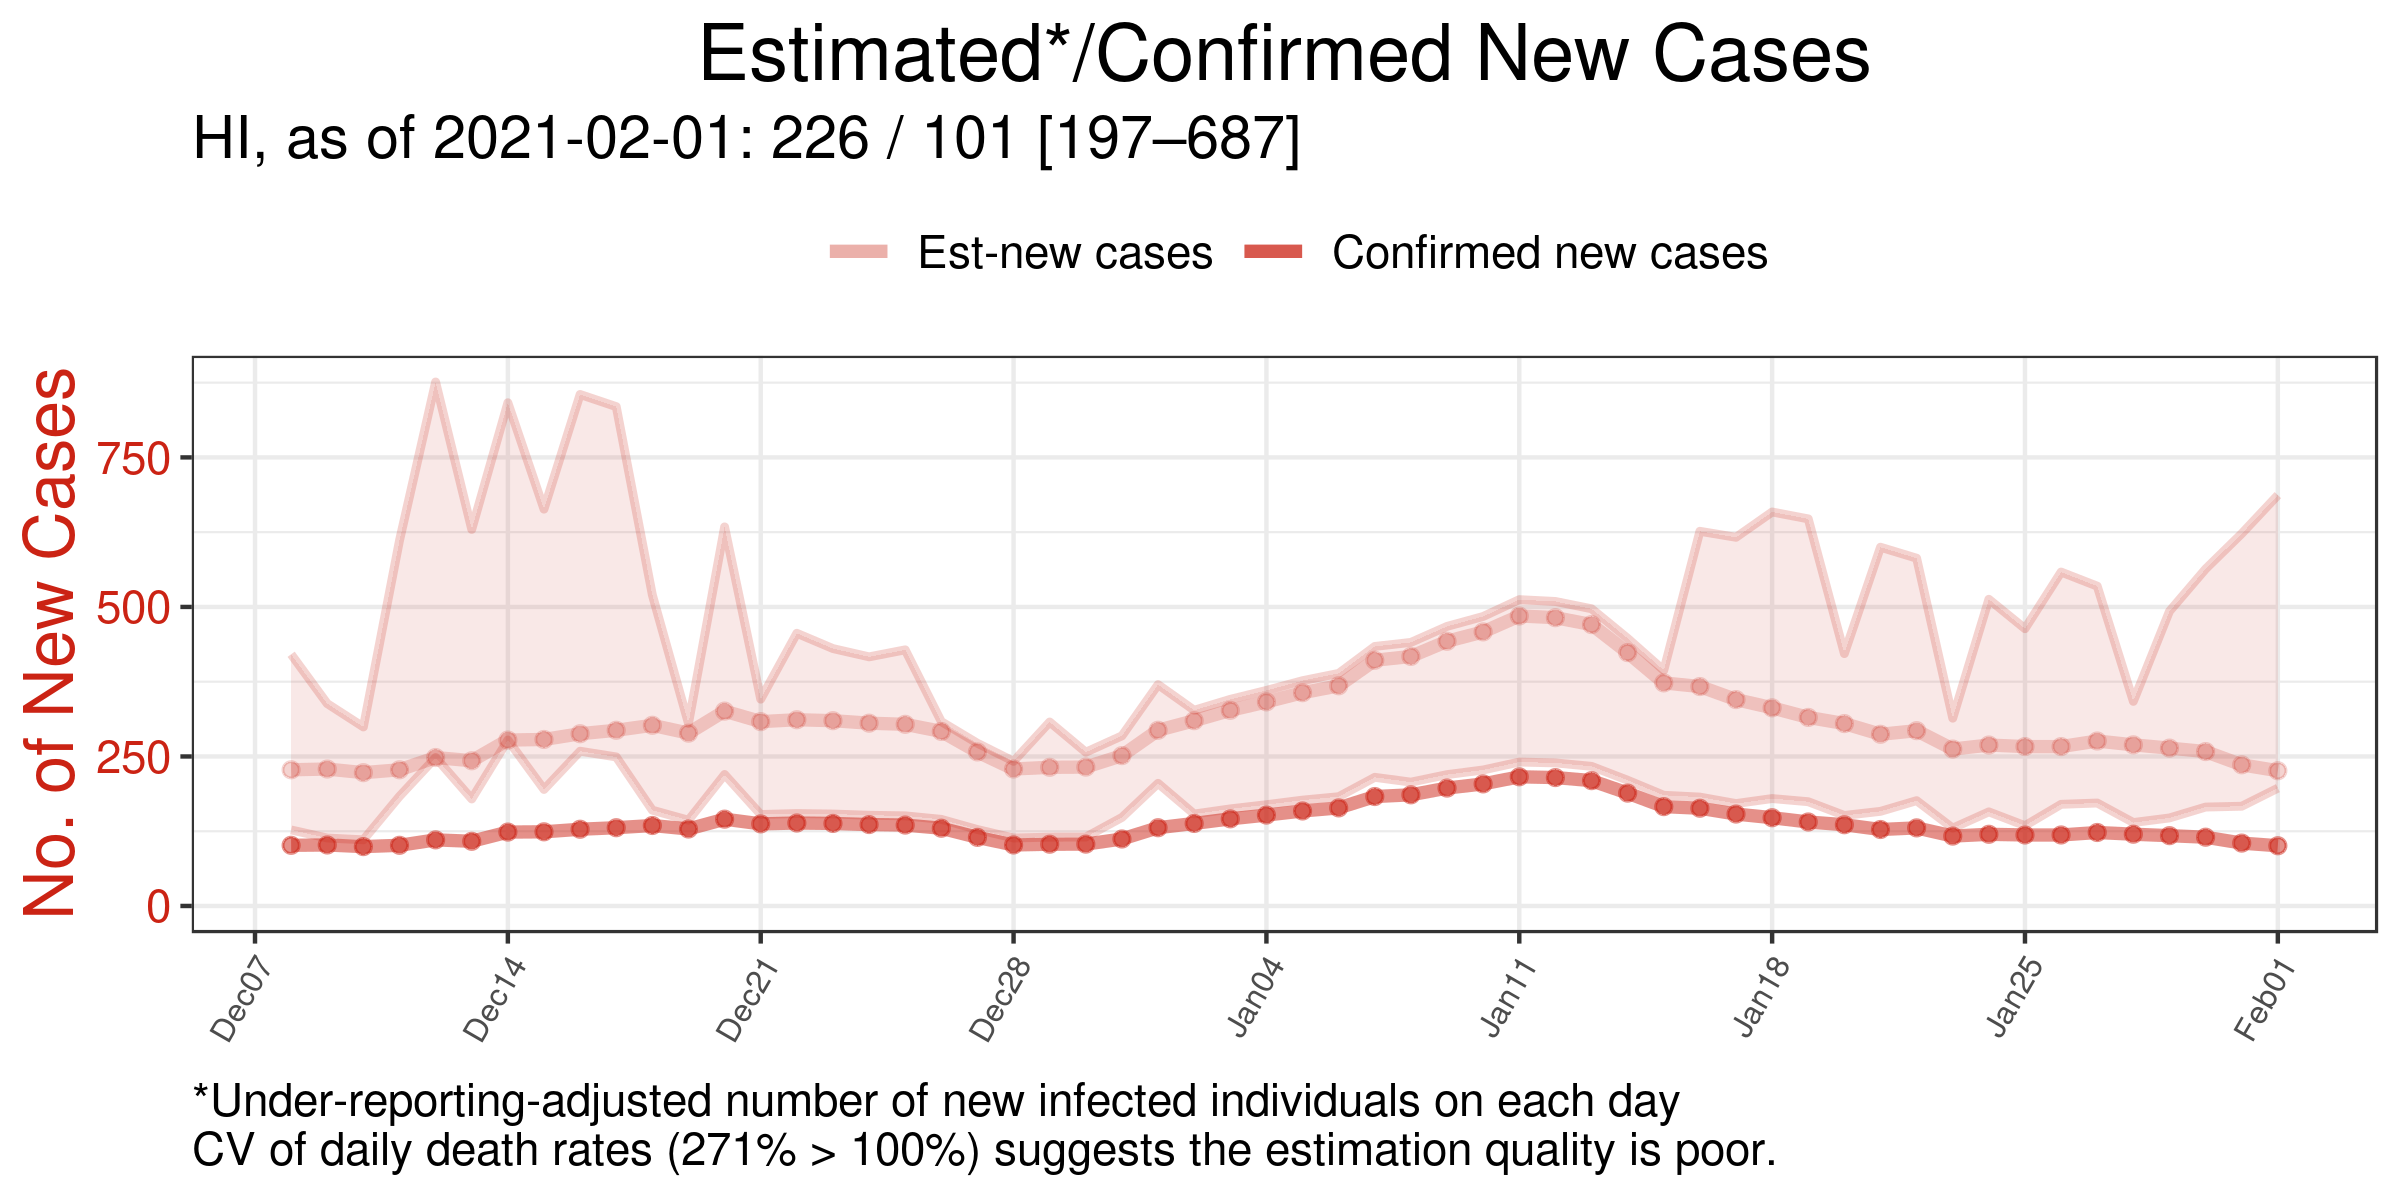 Estimated*/Confirmed New Cases
HI, as of 2021-02-01: 226 / 101 [197–687]
Est-new cases Confirmed new cases
No. of New Cases
750
500
250
0
Dec07 Dec14 Dec21 Dec28 Jan04 Jan11 Jan18 Jan25 Feb01
*Under-reporting-adjusted number of new infected individuals on each day
CV of daily death rates (271% > 100%) suggests the estimation quality is poor.